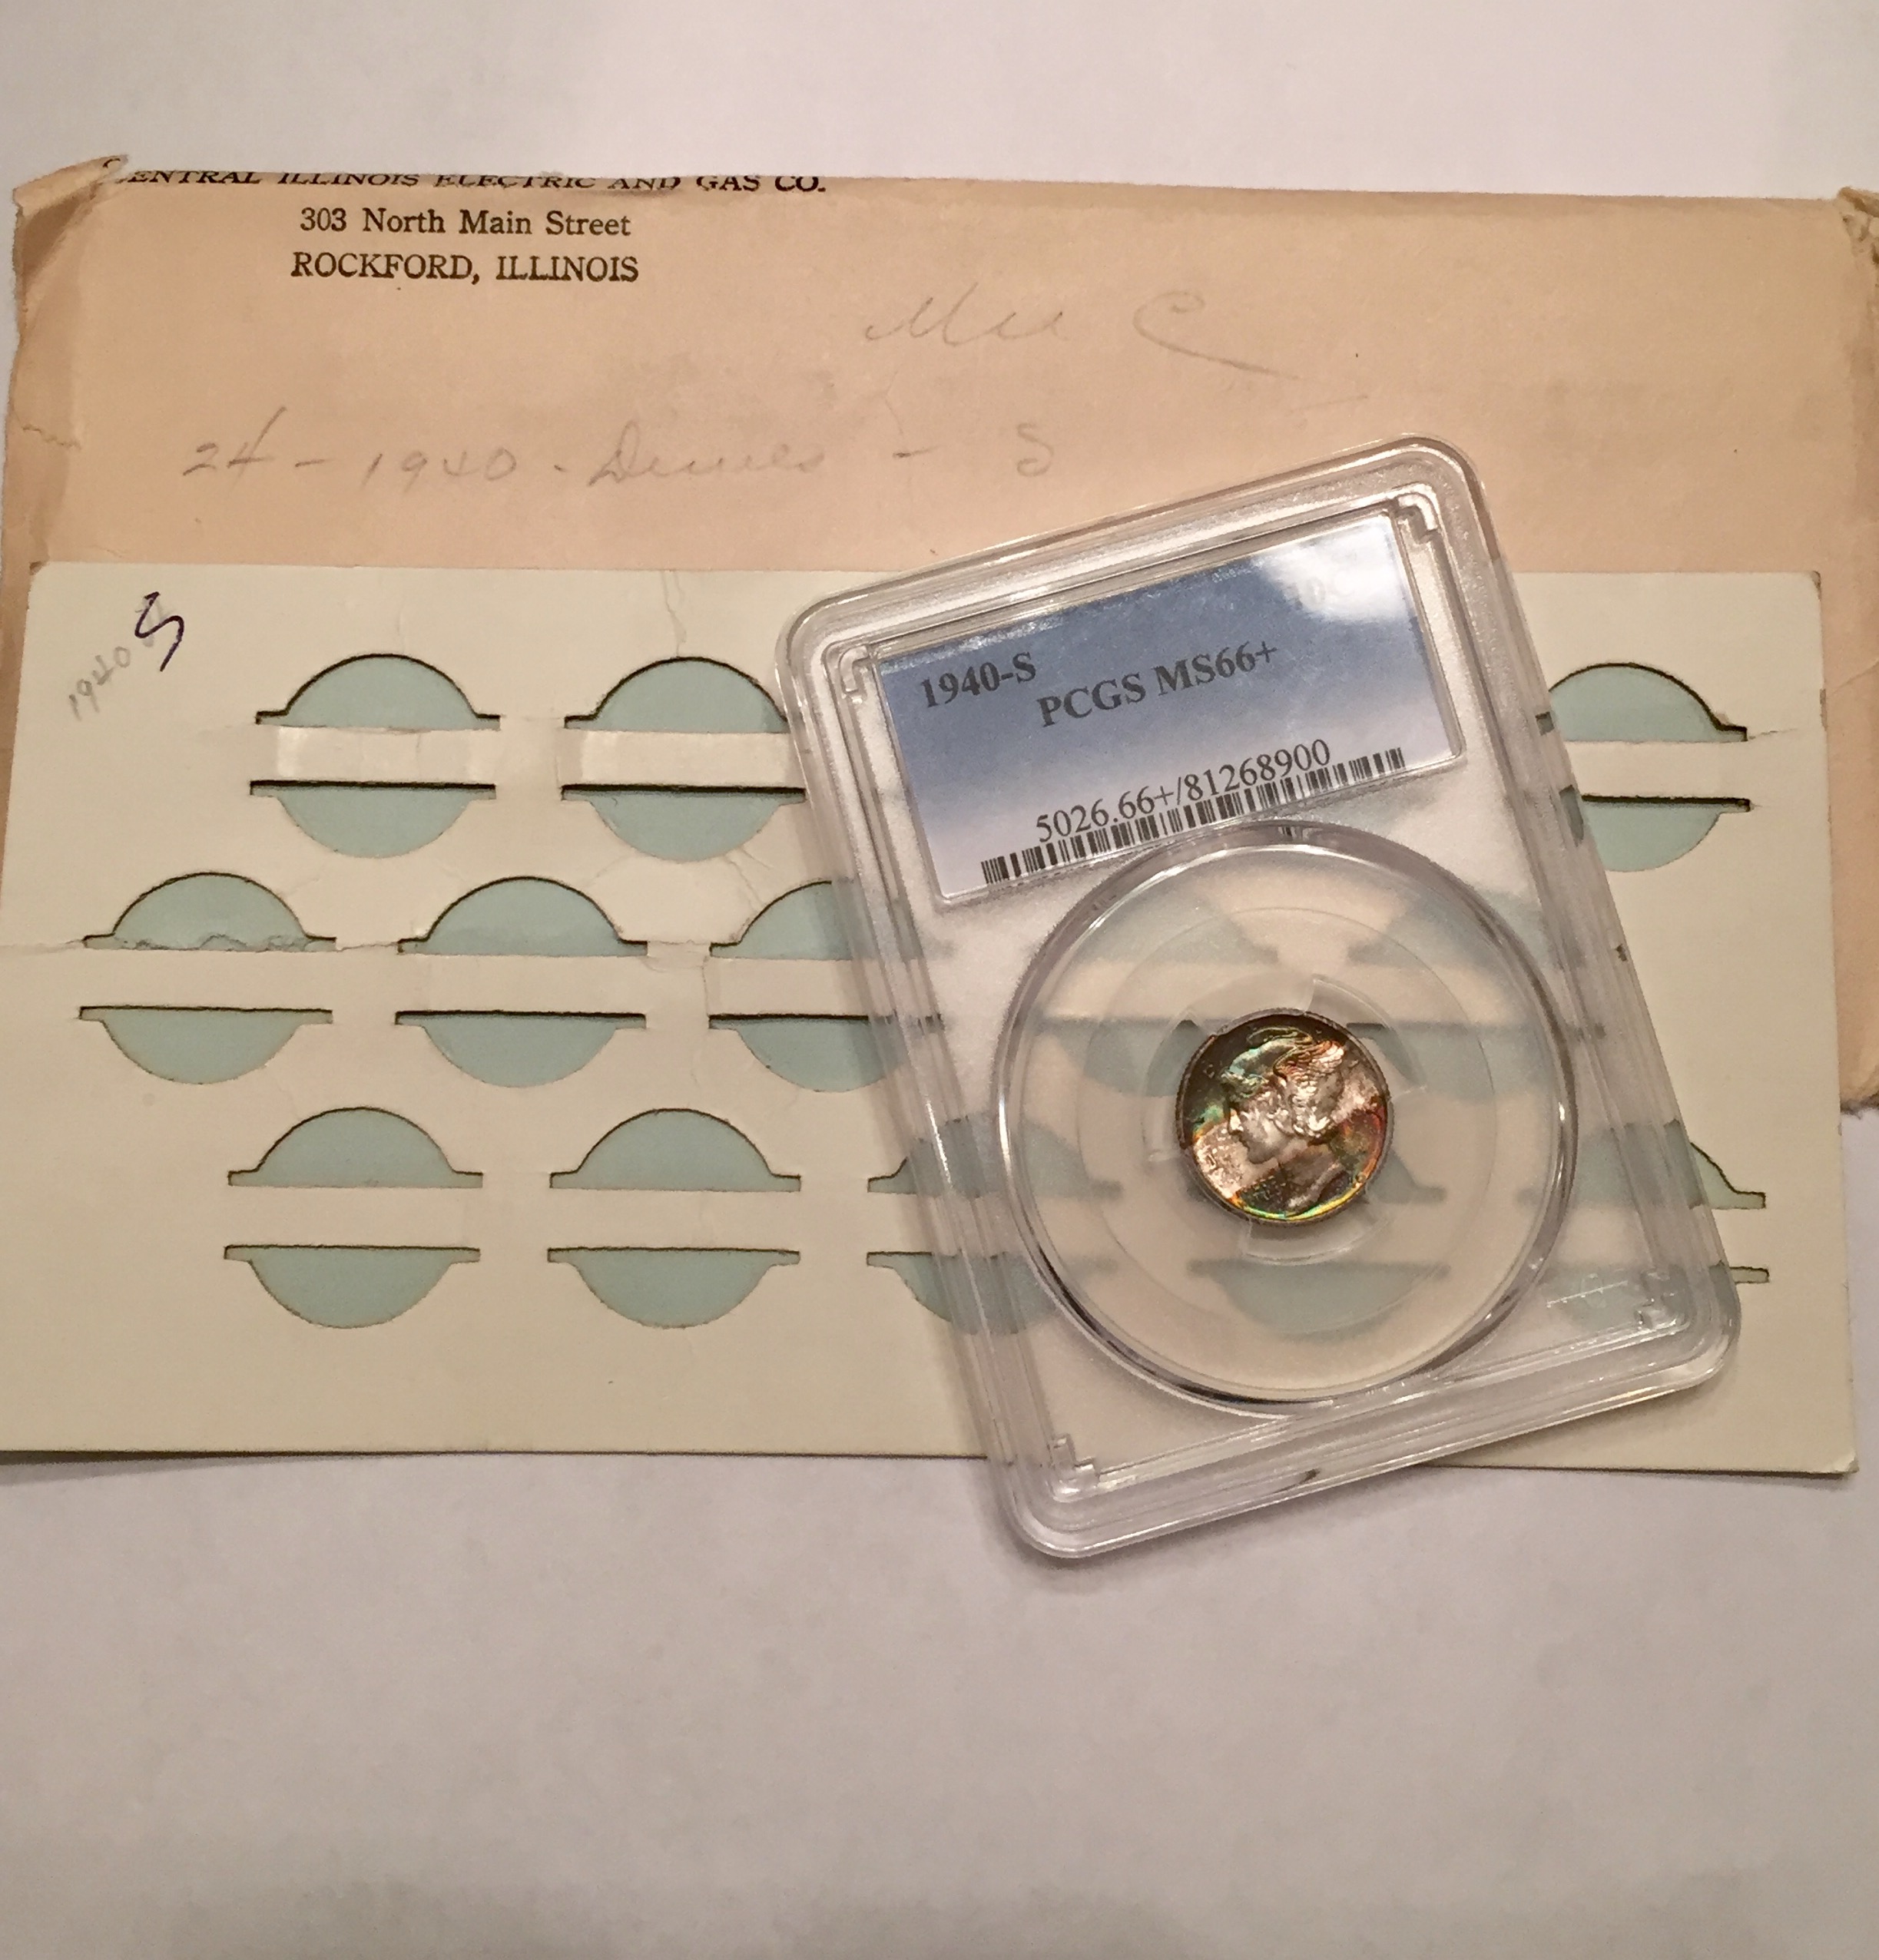 CENTRAL ILLINOIS ELECTRIC AND GAS CO.
303 North Main Street
ROCKFORD, ILLINOIS
C
24 - 1940 - Dimes - S
1940 S
10C
1940-S
PCGS MS66+
5026.66+/81268900